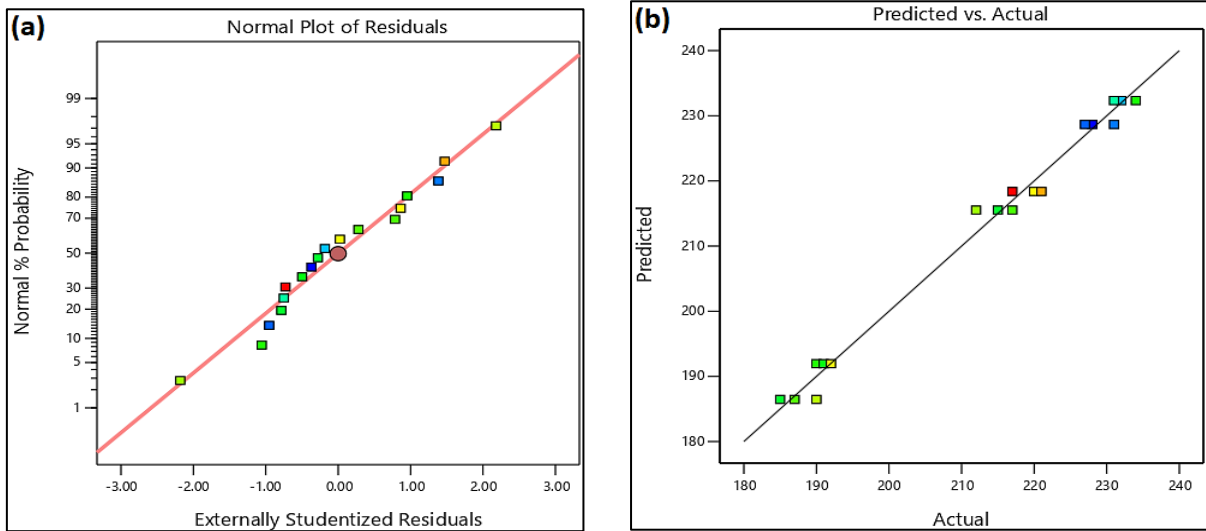 (a)
Normal Plot of Residuals
Normal % Probability
99
95
90
80
70
50
30
20
10
5
1
-3.00 -2.00 -1.00 0.00 1.00 2.00 3.00
Externally Studentized Residuals
(b)
Predicted vs. Actual
Predicted
240
230
220
210
200
190
180
180 190 200 210 220 230 240
Actual